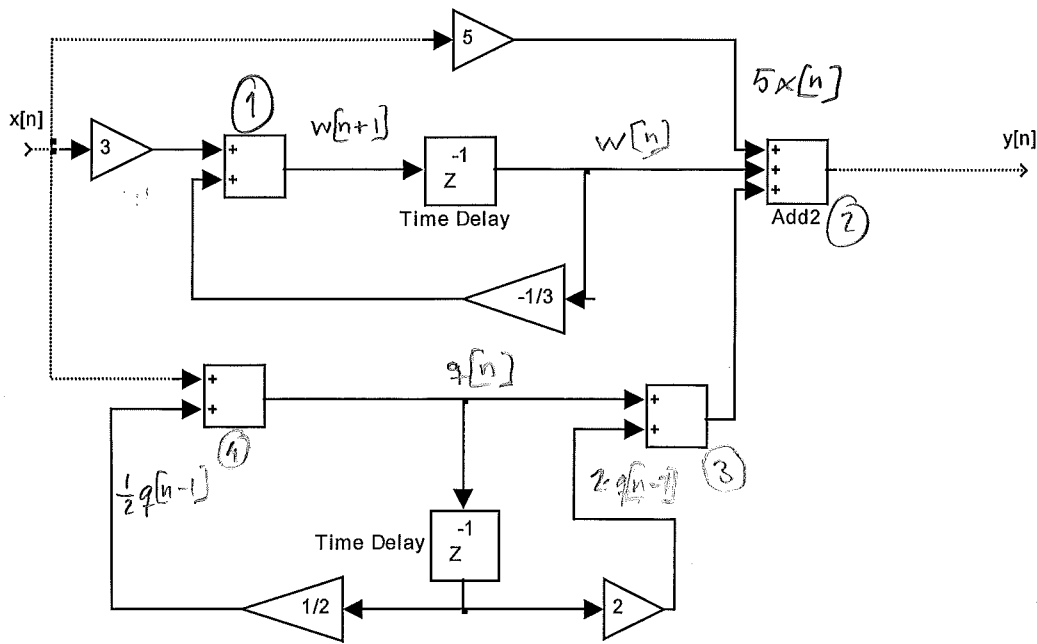 5
5x[n]
1
x[n]
w[n+1]
w[n]
y[n]
3
+
+
z-1
Time Delay
+
+
+
Add2
2
-1/3
+
+
q[n]
+
+
4
3
1/2 q[n-1]
2·q[n-1]
Time Delay
z-1
1/2
2